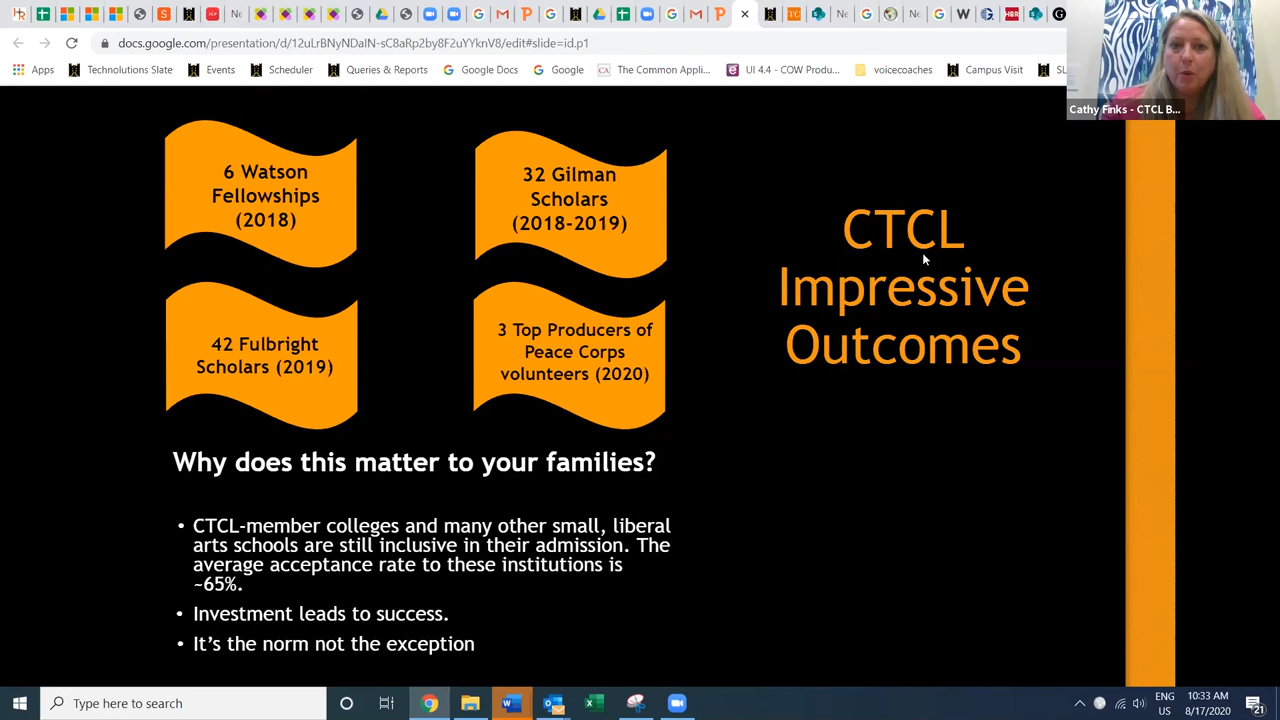 Ne
Ne
Ne
docs.google.com/presentation/d/12uLrBNyNDaIN-sC8aRp2by8F2uYYknV8/edit#slide=id.p1
Apps
Technolutions Slate
Events
Scheduler
Queries & Reports
Google Docs
Google
The Common Appli...
UI 4.4 - COW Produ...
voicecoaches
Campus Visit
Cathy Finks - CTCL B...
6 Watson
Fellowships
(2018)
32 Gilman
Scholars
(2018-2019)
42 Fulbright
Scholars (2019)
3 Top Producers of
Peace Corps
volunteers (2020)
CTCL
Impressive
Outcomes
Why does this matter to your families?
• CTCL-member colleges and many other small, liberal
arts schools are still inclusive in their admission. The
average acceptance rate to these institutions is
~65%.
• Investment leads to success.
• It's the norm not the exception
Type here to search
ENG
US
10:33 AM
8/17/2020
21